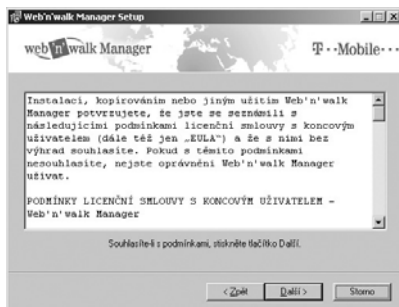 Web'n'walk Manager Setup
web'n'walk Manager
T··Mobile···
Instalací, kopírováním nebo jiným užitím Web'n'walk
Manager potvrzujete, že jste se seznámili s
následujícími podmínkami licenční smlouvy s koncovým
uživatelem (dále též jen „EULA") a že s nimi bez
výhrad souhlasíte. Pokud s těmito podmínkami
nesouhlasíte, nejste oprávněni Web'n'walk Manager
užívat.
PODMÍNKY LICENČNÍ SMLOUVY S KONCOVÝM UŽIVATELEM –
Web'n'walk Manager
Souhlasíte-li s podmínkami, stiskněte tlačítko Další.
< Zpět
Další >
Storno